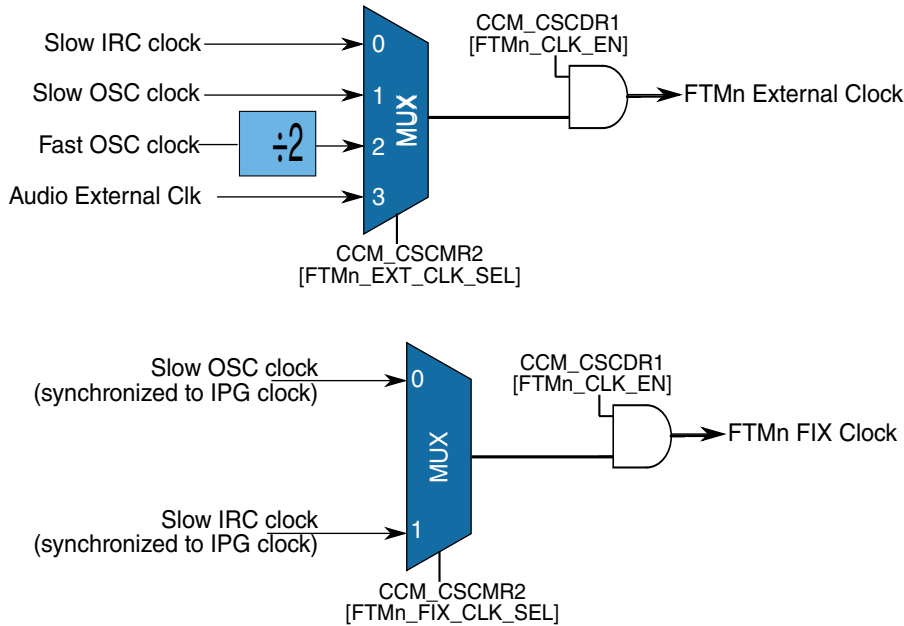 CCM_CSCDR1
[FTMn_CLK_EN]
Slow IRC clock
0
Slow OSC clock
1
FTMn External Clock
MUX
Fast OSC clock
÷2
2
Audio External Clk
3
CCM_CSCMR2
[FTMn_EXT_CLK_SEL]
CCM_CSCDR1
[FTMn_CLK_EN]
Slow OSC clock
(synchronized to IPG clock)
0
FTMn FIX Clock
MUX
Slow IRC clock
(synchronized to IPG clock)
1
CCM_CSCMR2
[FTMn_FIX_CLK_SEL]